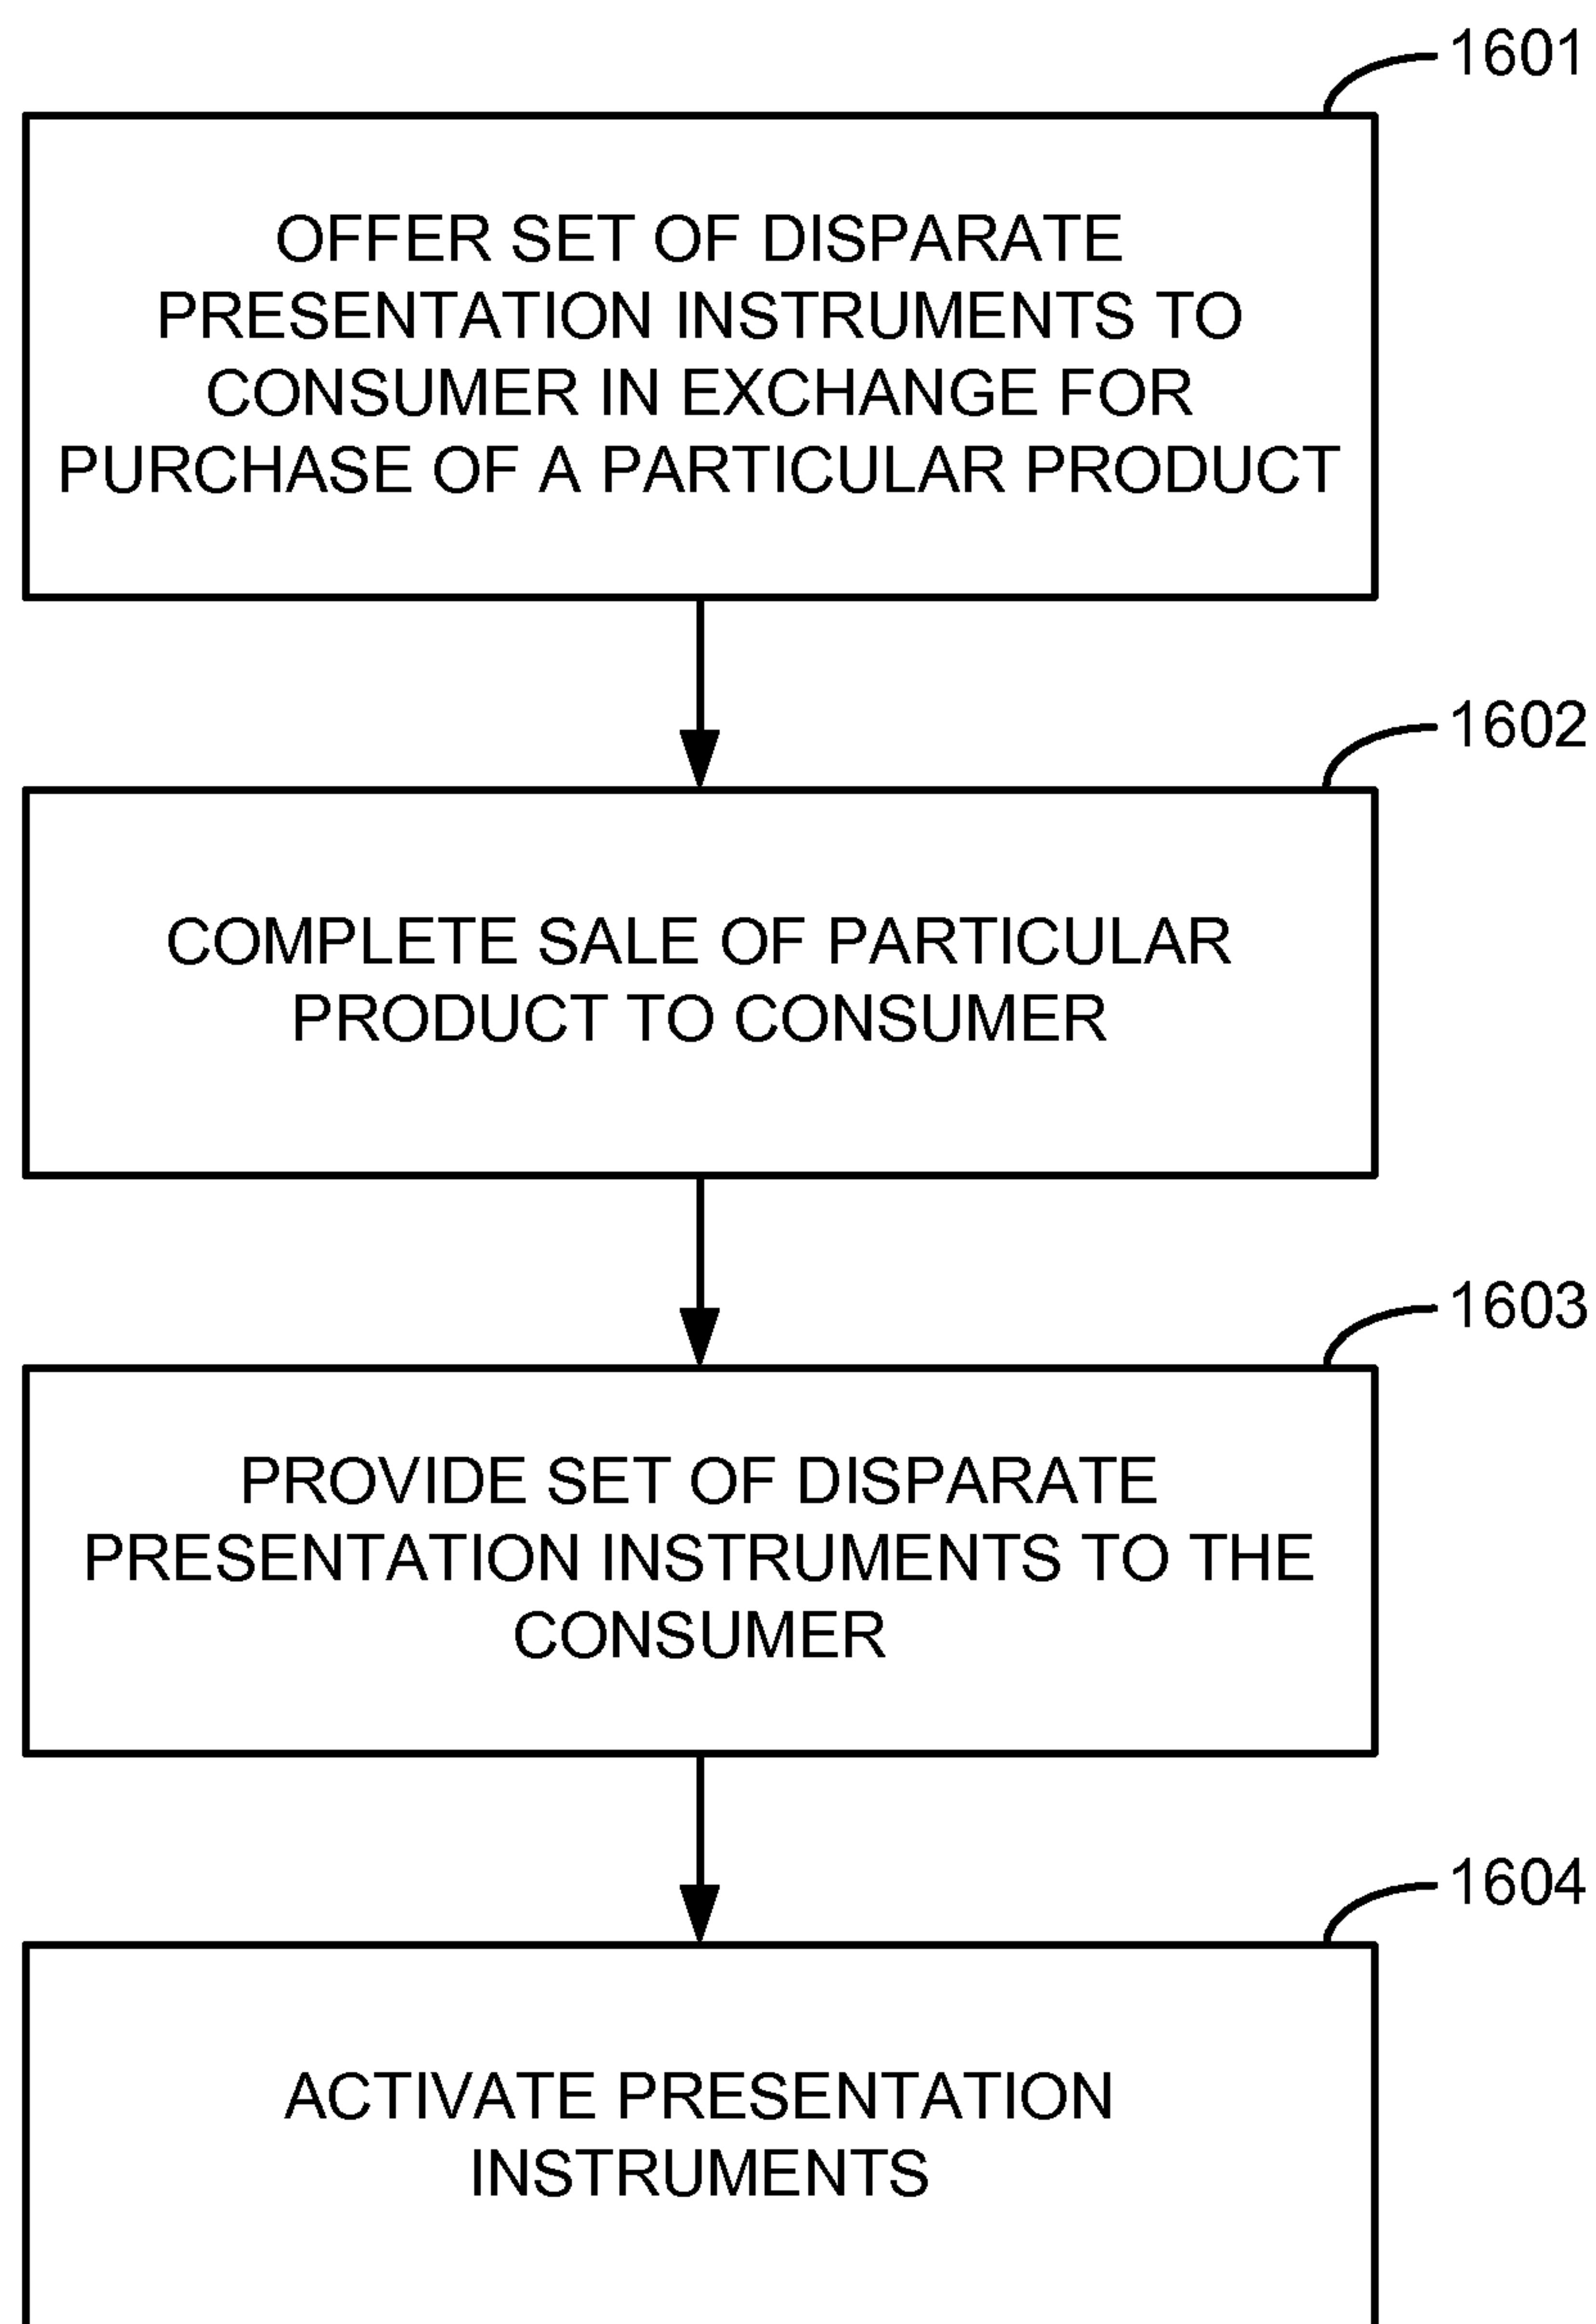 1601
OFFER SET OF DISPARATE
PRESENTATION INSTRUMENTS TO
CONSUMER IN EXCHANGE FOR
PURCHASE OF A PARTICULAR PRODUCT
1602
COMPLETE SALE OF PARTICULAR
PRODUCT TO CONSUMER
1603
PROVIDE SET OF DISPARATE
PRESENTATION INSTRUMENTS TO THE
CONSUMER
1604
ACTIVATE PRESENTATION
INSTRUMENTS